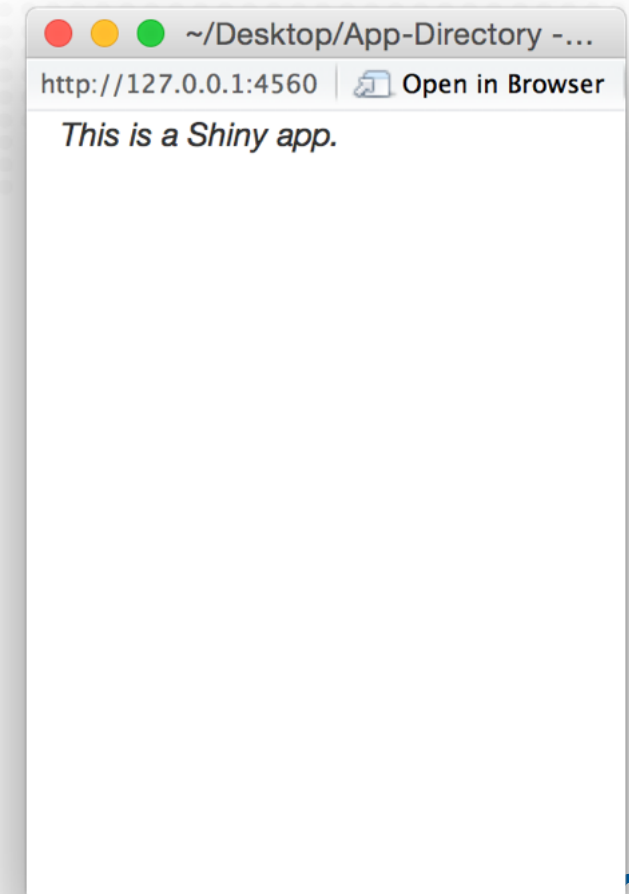 ~/Desktop/App-Directory -...
http://127.0.0.1:4560 Open in Browser
This is a Shiny app.